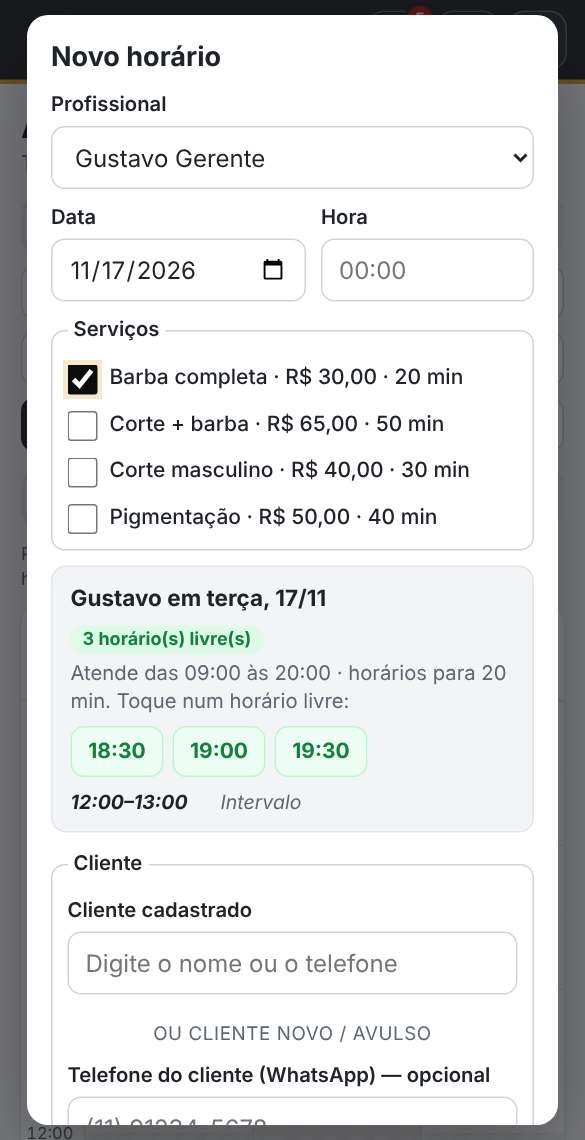 Novo horário
Profissional
Gustavo Gerente
Data
Hora
11/17/2026
00:00
Serviços
Barba completa · R$ 30,00 · 20 min
Corte + barba · R$ 65,00 · 50 min
Corte masculino · R$ 40,00 · 30 min
Pigmentação · R$ 50,00 · 40 min
Gustavo em terça, 17/11
3 horário(s) livre(s)
Atende das 09:00 às 20:00 · horários para 20
min. Toque num horário livre:
18:30
19:00
19:30
12:00–13:00
Intervalo
Cliente
Cliente cadastrado
Digite o nome ou o telefone
OU CLIENTE NOVO / AVULSO
Telefone do cliente (WhatsApp) — opcional
12:00